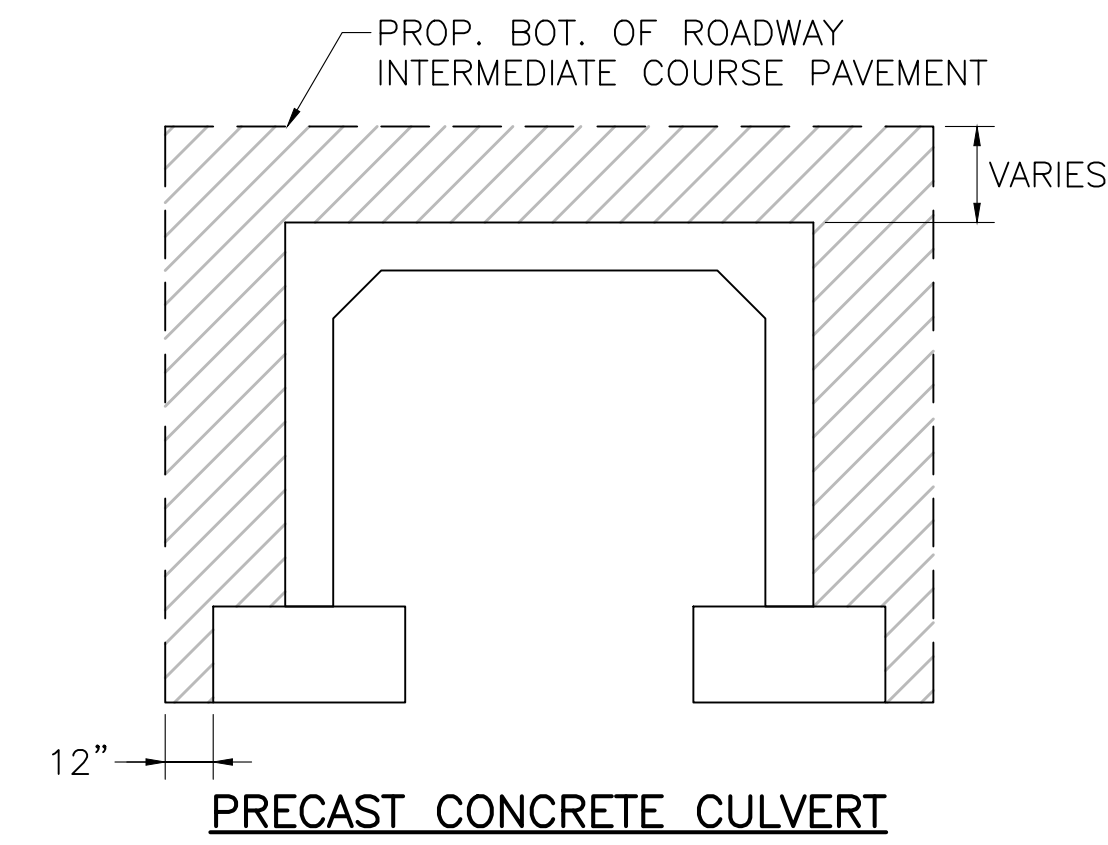 PROP. BOT. OF ROADWAY
INTERMEDIATE COURSE PAVEMENT
VARIES
12”
PRECAST CONCRETE CULVERT